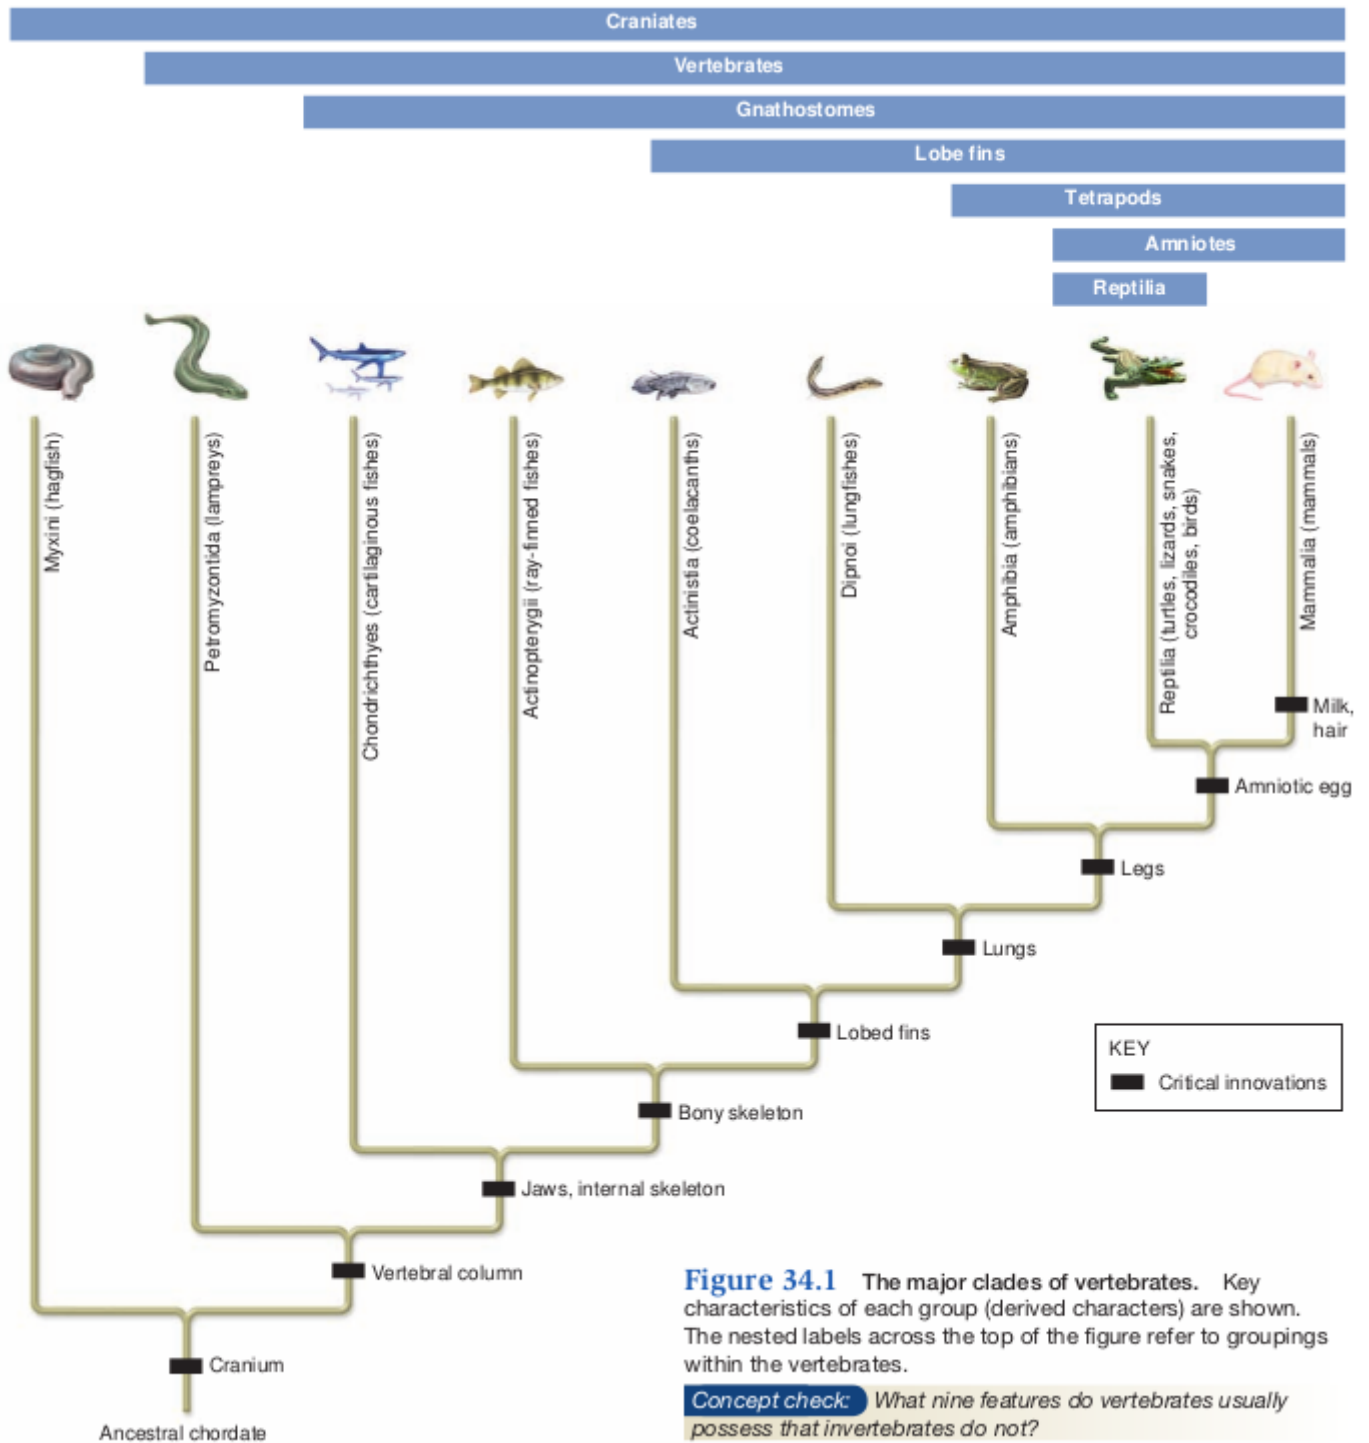 Craniates
Vertebrates
Gnathostomes
Lobe fins
Tetrapods
Amniotes
Reptilia
Myxini (hagfish)
Petromyzontida (lampreys)
Chondrichthyes (cartilaginous fishes)
Actinopterygii (ray-finned fishes)
Actinistia (coelacanths)
Dipnoi (lungfishes)
Amphibia (amphibians)
Reptilia (turtles, lizards, snakes,
crocodiles, birds)
Mammalia (mammals)
Milk,
hair
Amniotic egg
Legs
Lungs
Lobed fins
KEY
Critical innovations
Bony skeleton
Jaws, internal skeleton
Vertebral column
Cranium
Ancestral chordate
Figure 34.1 The major clades of vertebrates. Key
characteristics of each group (derived characters) are shown.
The nested labels across the top of the figure refer to groupings
within the vertebrates.
Concept check: What nine features do vertebrates usually
possess that invertebrates do not?